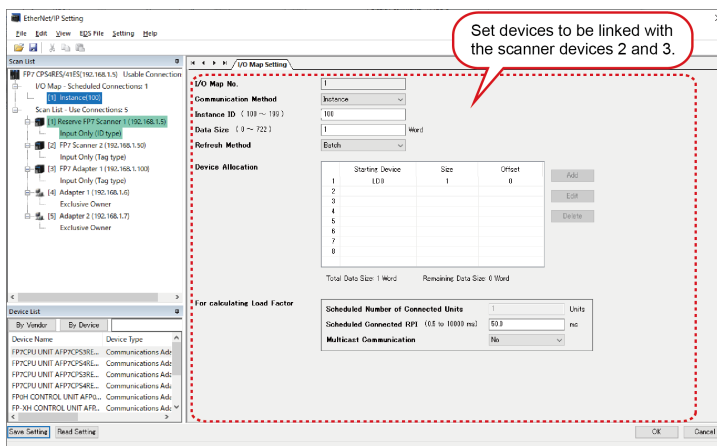 EtherNet/IP Setting
Set devices to be linked with
the scanner devices 2 and 3.
File Edit View EDS File Setting Help
Scan List
I/O Map Setting
FP7 CPS4RES/41ES(192.168.1.5) Usable Connection
I/O Map - Scheduled Connections: 1
[1] Instance(100)
Scan List - Use Connections: 5
[1] Reserve FP7 Scanner 1 (192.168.1.5)
Input Only (ID type)
[2] FP7 Scanner 2 (192.168.1.50)
Input Only (Tag type)
[3] FP7 Adapter 1 (192.168.1.100)
Input Only (Tag type)
[4] Adapter 1 (192.168.1.6)
Exclusive Owner
[5] Adapter 2 (192.168.1.7)
Exclusive Owner
I/O Map No. 1
Communication Method Instance
Instance ID ( 100 ~ 199 ) 100
Data Size ( 0 ~ 722 ) 1 Word
Refresh Method Batch
Device Allocation
Starting Device Size Offset
1 LD0 1 0
2
3
4
5
6
7
8
Add
Edit
Delete
Total Data Size: 1 Word Remaining Data Size: 0 Word
For calculating Load Factor
Scheduled Number of Connected Units 1 Units
Scheduled Connected RPI (0.5 to 10000 ms) 50.0 ms
Multicast Communication No
Device List
By Vendor By Device
Device Name Device Type
FP7CPU UNIT AFP7CPS3RE... Communications Ada
FP7CPU UNIT AFP7CPS3RE... Communications Ada
FP7CPU UNIT AFP7CPS4RE... Communications Ada
FP7CPU UNIT AFP7CPS4RE... Communications Ada
FP0H CONTROL UNIT AFP0... Communications Ada
FP-XH CONTROL UNIT AFP... Communications Ada
Save Setting Read Setting OK Cancel